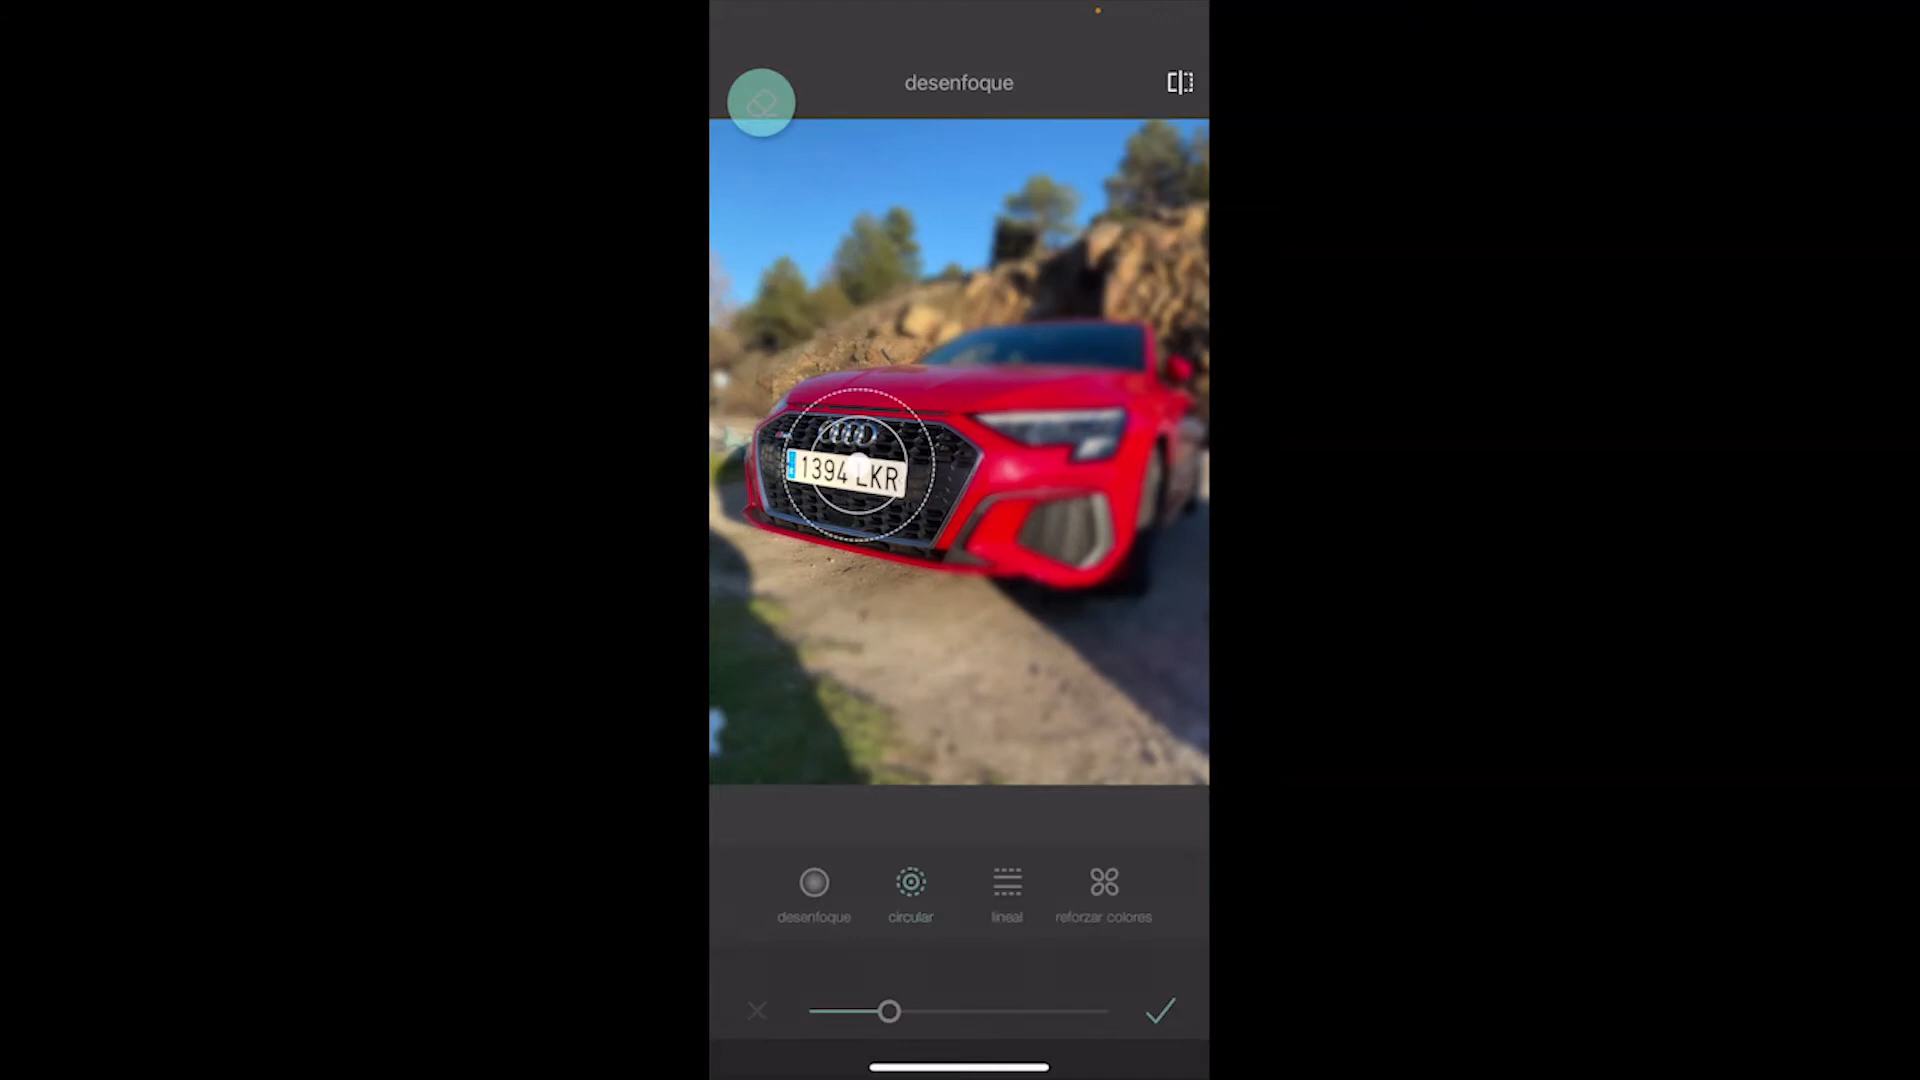 desenfoque
1394 LKR
desenfoque
circular
lineal
reforzar colores